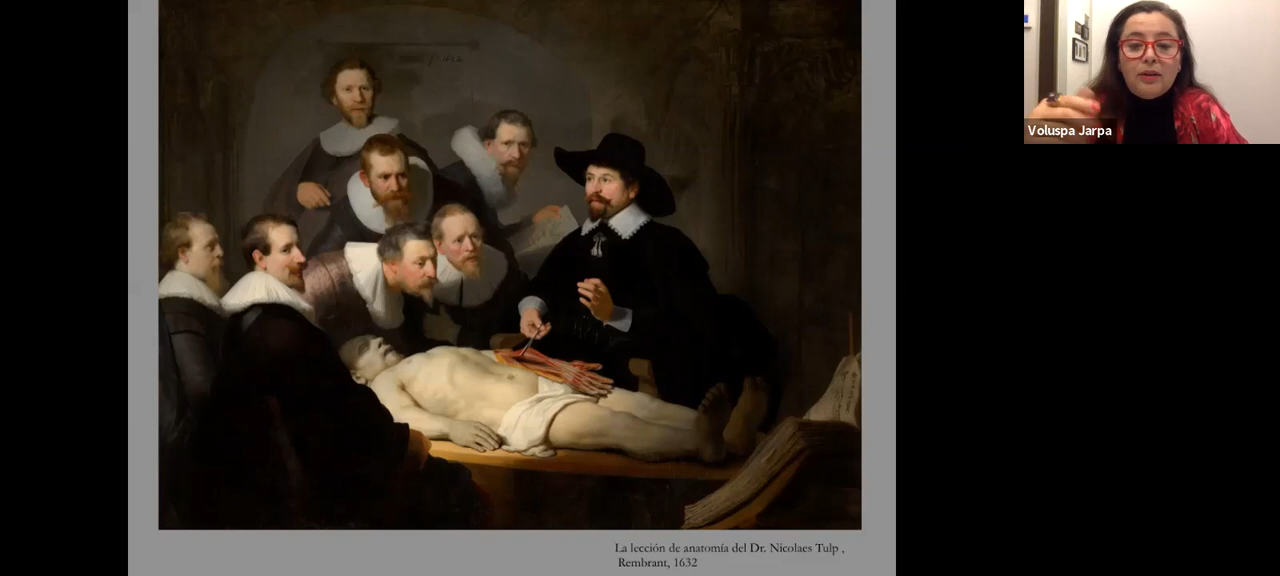 Voluspa Jarpa
La lección de anatomía del Dr. Nicolaes Tulp ,
Rembrant, 1632